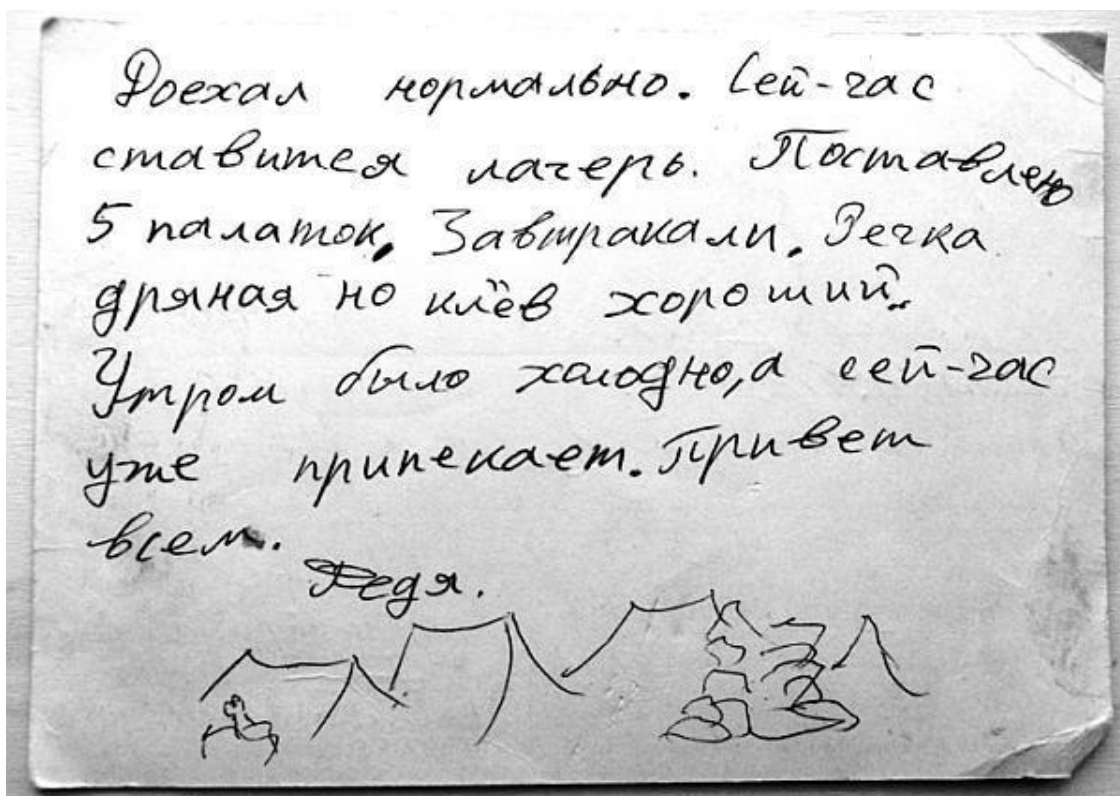 Доехал нормально. Сей-час
ставится лагерь. Поставлено
5 палаток. Завтракали. Речка
дряная но клёв хороший.
Утром было холодно, а сей-час
уже припекает. Привет
всем.
Федя.